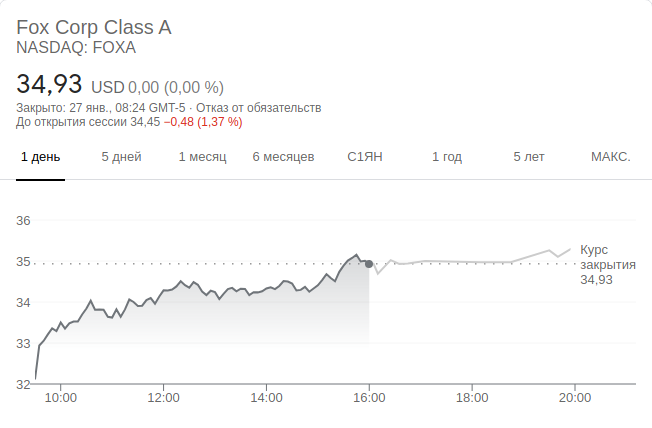 Fox Corp Class A
NASDAQ: FOXA
34,93 USD 0,00 (0,00 %)
Закрыто: 27 янв., 08:24 GMT-5 · Отказ от обязательств
До открытия сессии 34,45 −0,48 (1,37 %)
1 день 5 дней 1 месяц 6 месяцев С1ЯН 1 год 5 лет МАКС.
36
35
34
33
32
Курс
закрытия
34,93
10:00 12:00 14:00 16:00 18:00 20:00